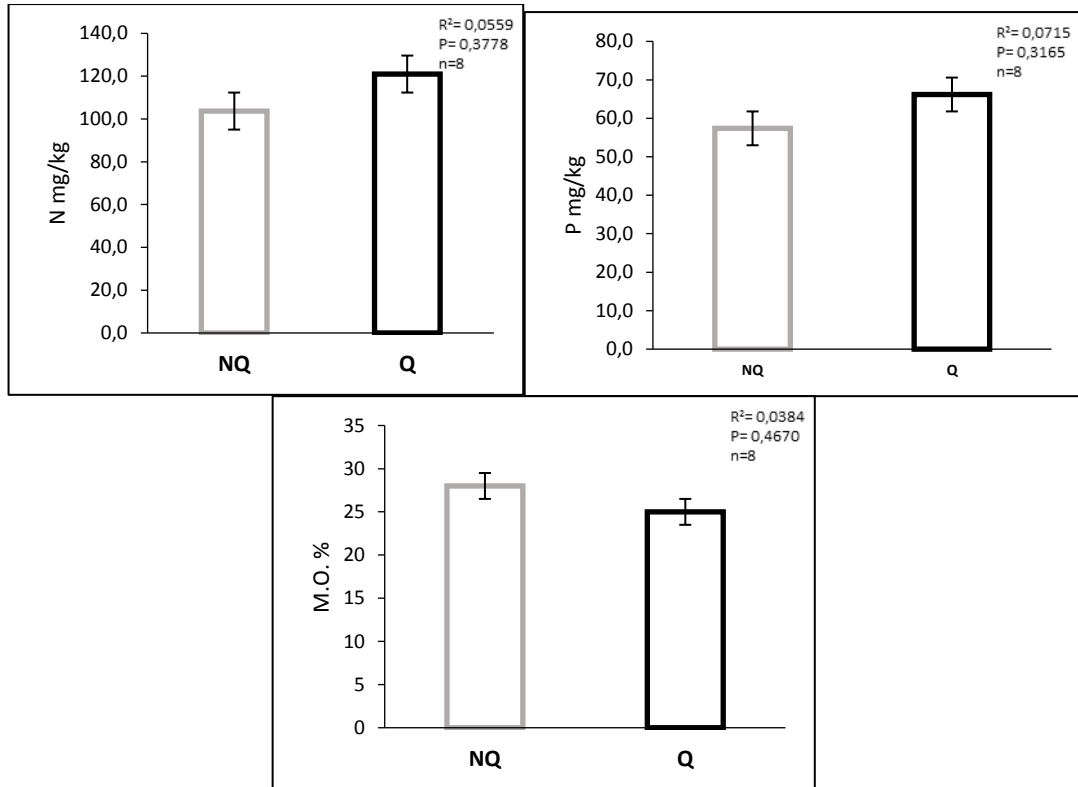 R²= 0,0559
P= 0,3778
n=8
140,0
120,0
100,0
80,0
60,0
40,0
20,0
0,0
N mg/kg
NQ Q
R²= 0,0715
P= 0,3165
n=8
80,0
70,0
60,0
50,0
40,0
30,0
20,0
10,0
0,0
P mg/kg
NQ Q
R²= 0,0384
P= 0,4670
n=8
35
30
25
20
15
10
5
0
M.O. %
NQ Q